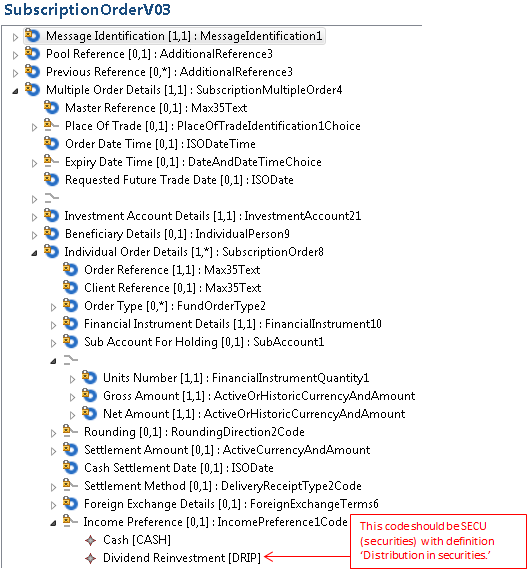 SubscriptionOrderV03
Message Identification [1,1] : MessageIdentification1
Pool Reference [0,1] : AdditionalReference3
Previous Reference [0,*] : AdditionalReference3
Multiple Order Details [1,1] : SubscriptionMultipleOrder4
Master Reference [0,1] : Max35Text
Place Of Trade [0,1] : PlaceOfTradeIdentification1Choice
Order Date Time [0,1] : ISODateTime
Expiry Date Time [0,1] : DateAndDateTimeChoice
Requested Future Trade Date [0,1] : ISODate
Investment Account Details [1,1] : InvestmentAccount21
Beneficiary Details [0,1] : IndividualPerson9
Individual Order Details [1,*] : SubscriptionOrder8
Order Reference [1,1] : Max35Text
Client Reference [0,1] : Max35Text
Order Type [0,*] : FundOrderType2
Financial Instrument Details [1,1] : FinancialInstrument10
Sub Account For Holding [0,1] : SubAccount1
Units Number [1,1] : FinancialInstrumentQuantity1
Gross Amount [1,1] : ActiveOrHistoricCurrencyAndAmount
Net Amount [1,1] : ActiveOrHistoricCurrencyAndAmount
Rounding [0,1] : RoundingDirection2Code
Settlement Amount [0,1] : ActiveCurrencyAndAmount
Cash Settlement Date [0,1] : ISODate
Settlement Method [0,1] : DeliveryReceiptType2Code
Foreign Exchange Details [0,1] : ForeignExchangeTerms6
Income Preference [0,1] : IncomePreference1Code
Cash [CASH]
Dividend Reinvestment [DRIP]
This code should be SECU
(securities) with definition
'Distribution in securities.'